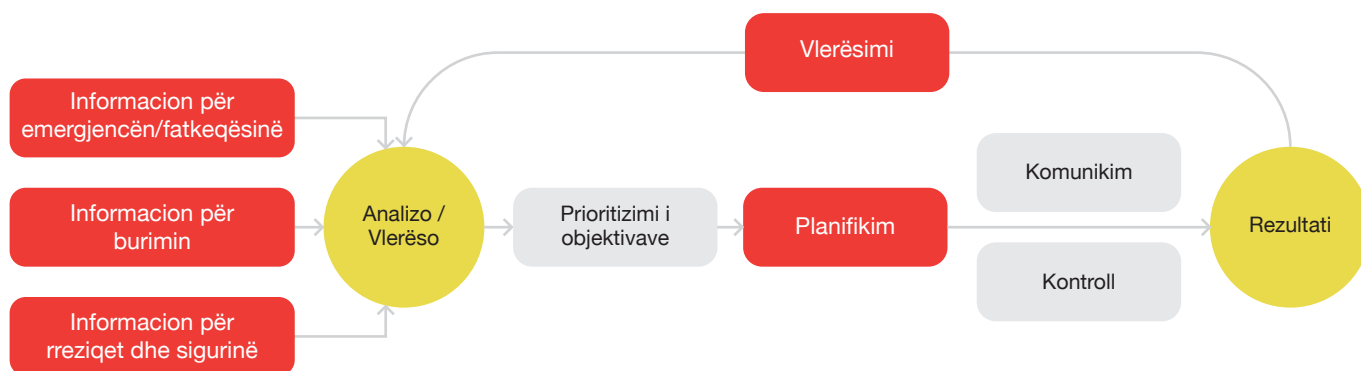 Vlerësimi
Informacion për
emergjencën/fatkeqësinë
Informacion për
burimin
Informacion për
rreziqet dhe sigurinë
Analizo /
Vlerëso
Prioritizimi i
objektivave
Planifikim
Komunikim
Kontroll
Rezultati